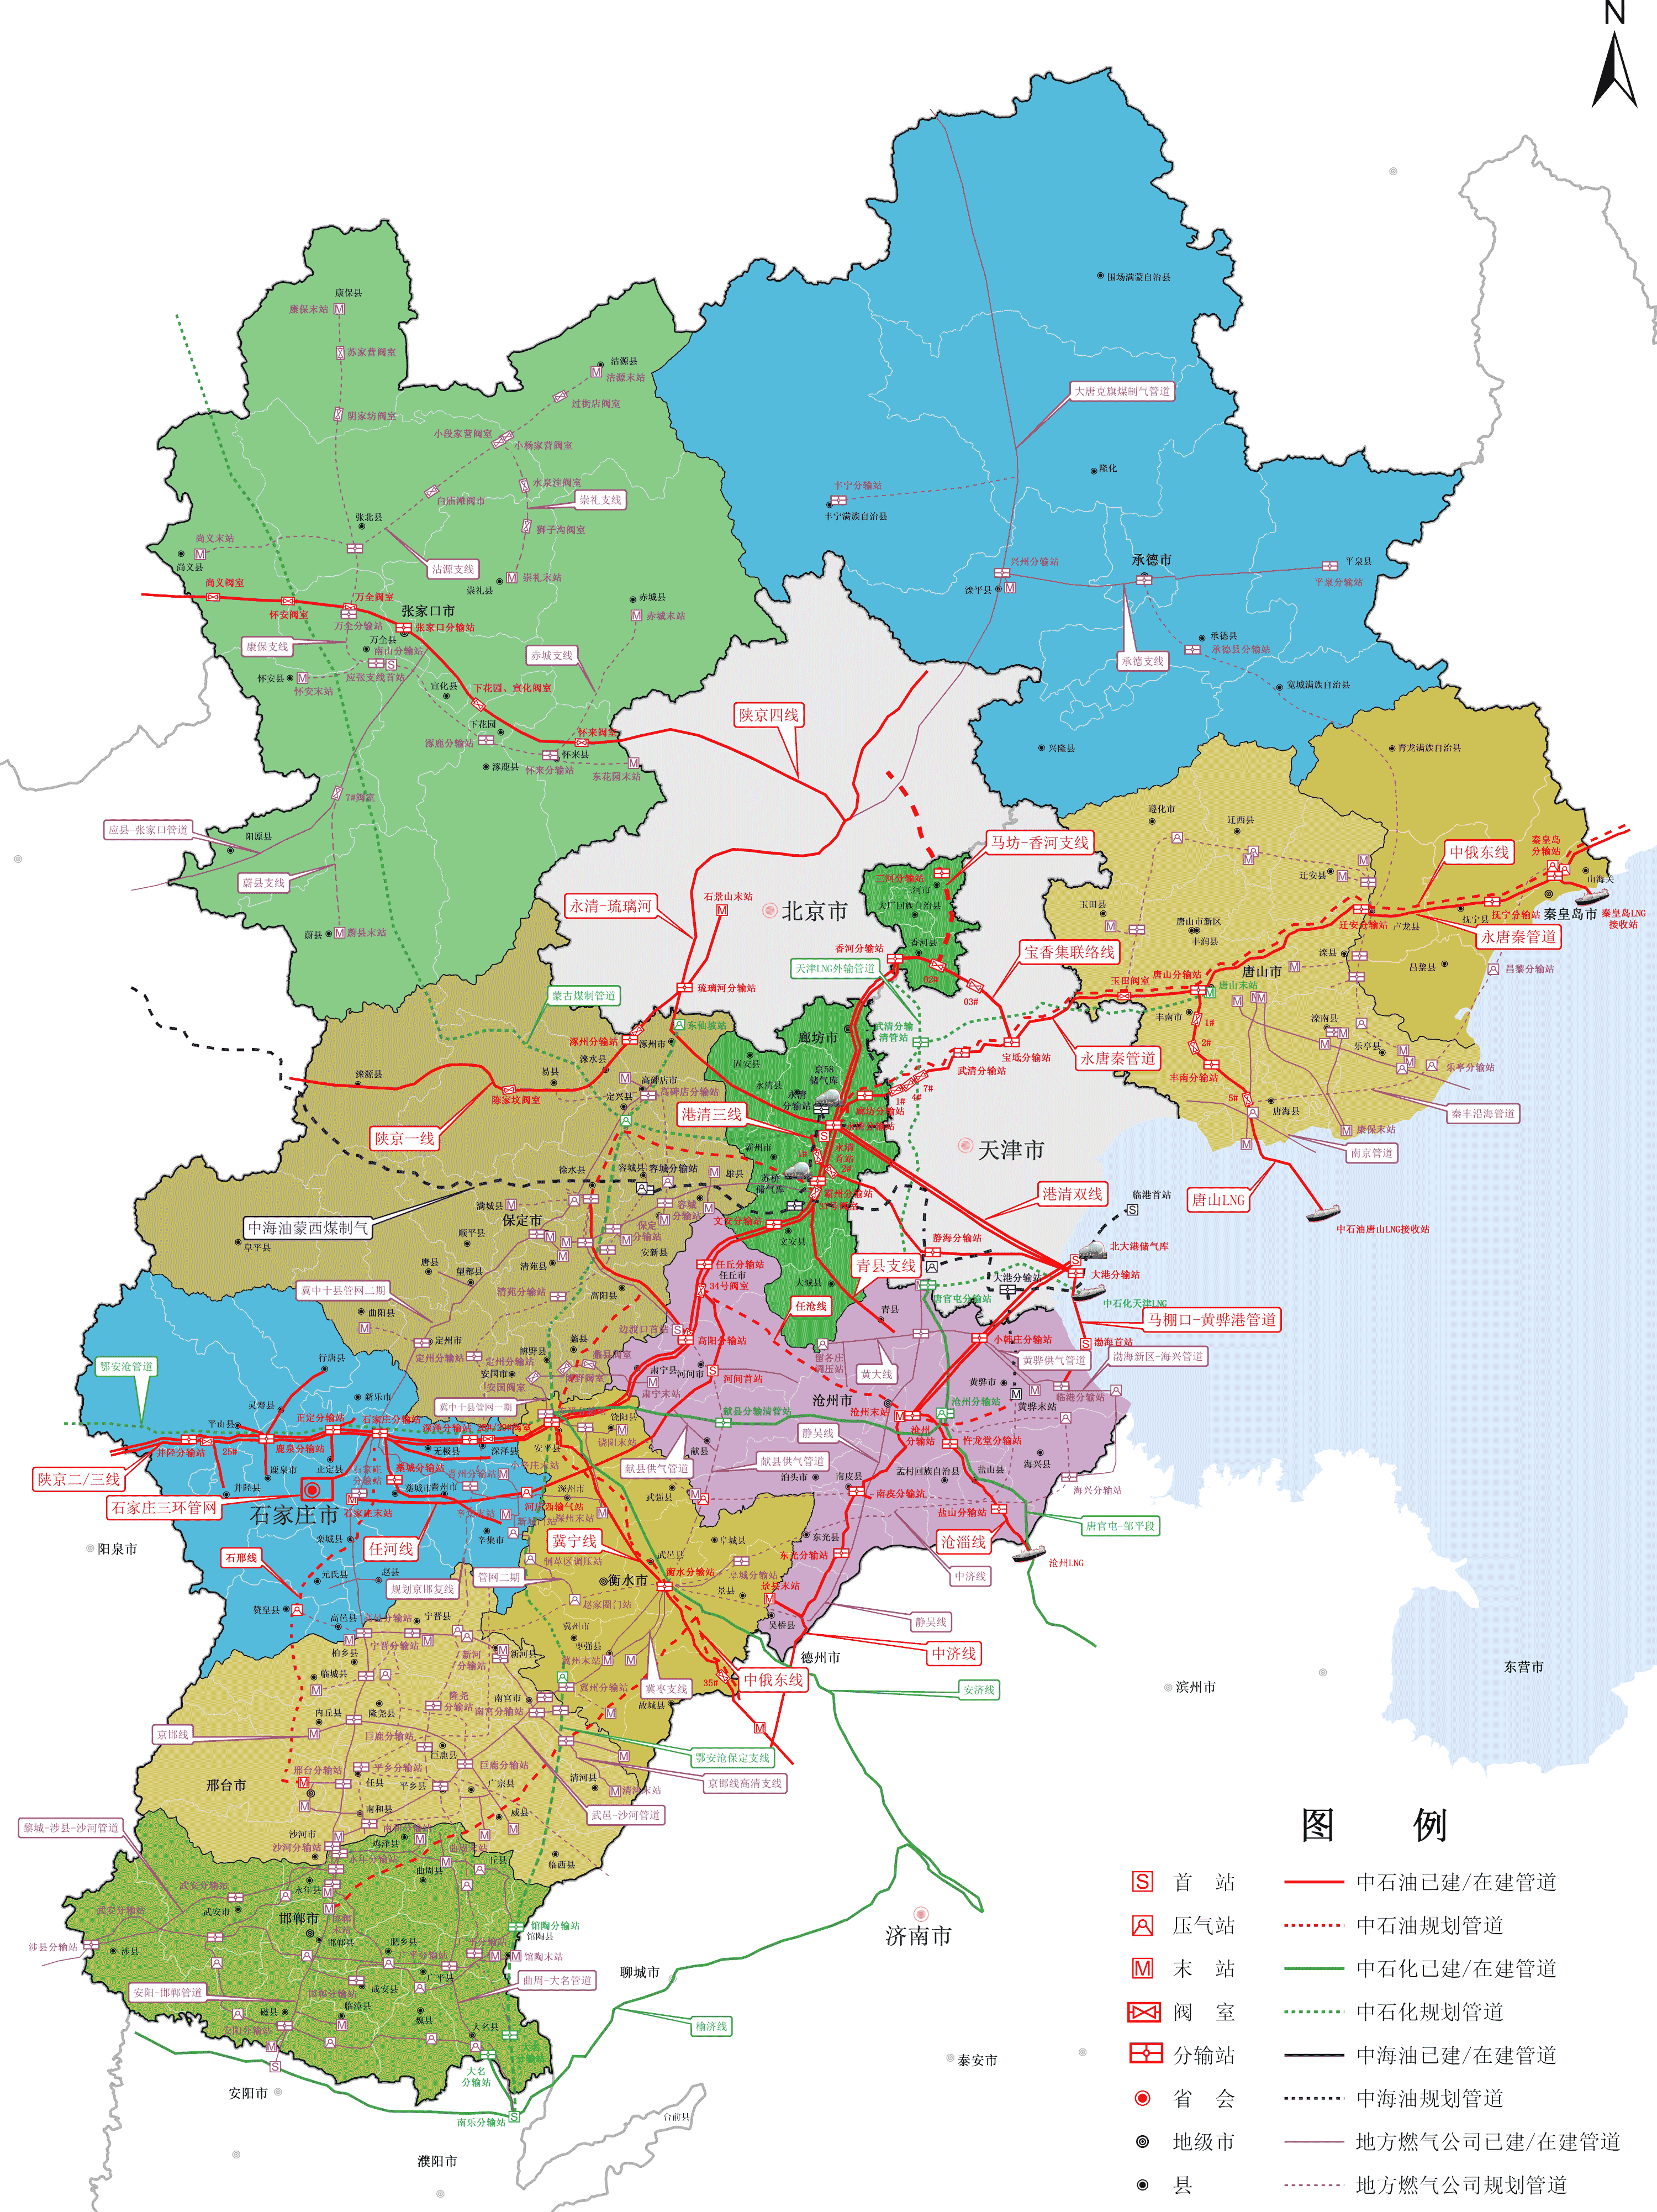 N
康保县
康保末站
苏家营阀室
阴家坊阀室
沽源县
沽源末站
过街店阀室
小段家营阀室
小杨家营阀室
水泉洼阀室
白庙滩阀市
崇礼支线
狮子沟阀室
张北县
尚义末站
尚义县
沽源支线
崇礼末站
崇礼县
尚义阀室
怀安阀室
万全阀室
万全分输站
张家口市
张家口分输站
赤城县
赤城末站
康保支线
万全县
南山分输站
应张支线首站
怀安县
怀安末站
赤城支线
宣化县
下花园、宣化阀室
下花园
涿鹿分输站
涿鹿县
怀来阀室
怀来县
怀来分输站
东花园末站
7#阀室
应县-张家口管道
阳原县
蔚县支线
蔚县
蔚县末站
围场满蒙自治县
大唐克旗煤制气管道
隆化
丰宁分输站
丰宁满族自治县
兴州分输站
滦平县
承德市
平泉县
平泉分输站
承德支线
承德县
承德县分输站
宽城满族自治县
兴隆县
青龙满族自治县
陕京四线
永清-琉璃河
石景山末站
北京市
琉璃河分输站
马坊-香河支线
三河分输站
三河市
大厂回族自治县
香河县
香河分输站
02#
03#
宝香集联络线
天津LNG外输管道
武清分输
清管站
宝坻分输站
武清分输站
永唐秦管道
遵化市
迁西县
迁安县
玉田县
唐山市新区
丰润县
唐山市
唐山分输站
唐山末站
玉田阀室
丰南市
1#
2#
丰南分输站
5#
唐海县
滦县
滦南县
乐亭县
乐亭分输站
秦丰沿海管道
康保末站
南京管道
唐山LNG
中石油唐山LNG接收站
中俄东线
秦皇岛
分输站
山海关
抚宁分输站
抚宁县
秦皇岛市
秦皇岛LNG
接收站
永唐秦管道
迁安分输站
卢龙县
昌黎县
昌黎分输站
蒙古煤制管道
东仙坡站
涿州分输站
涿州市
涞水县
易县
涞源县
陈家坟阀室
陕京一线
高碑店市
高碑店分输站
定兴县
廊坊市
固安县
永清县
京58
储气库
永清
分输站
廊坊分输站
1#
4#
7#
港清三线
永清分输站
永清
首站
霸州市
1#
2#
苏桥
储气库
霸州分输站
37号阀室
文安分输站
文安县
大城县
天津市
港清双线
临港首站
北大港储气库
静海分输站
大港分输站
大港分输站
中石化天津LNG
唐官屯分输站
青县支线
马棚口-黄骅港管道
渤海首站
渤海新区-海兴管道
小韩庄分输站
黄骅供气管道
黄骅市
黄骅末站
临港分输站
中海油蒙西煤制气
徐水县
容城县
容城分输站
雄县
容城
分输站
满城县
保定市
保定
分输站
安新县
顺平县
阜平县
唐县
望都县
清苑县
清苑分输站
高阳县
冀中十县管网二期
曲阳县
定州市
定州分输站
定州分输站
安国市
安国阀室
博野县
博野阀室
蠡县
蠡县阀室
冀中十县管网一期
任丘分输站
任丘市
34号阀室
边渡口首站
高阳分输站
任沧线
肃宁县
肃宁末站
河间市
河间首站
青县
留各庄
调压站
黄大线
沧州市
沧州末站
沧州
分输站
沧州分输站
忤龙堂分输站
献县分输清管站
献县
献县供气管道
献县供气管道
静吴线
泊头市
南皮县
南皮分输站
孟村回族自治县
盐山县
盐山分输站
海兴县
海兴分输站
唐官屯-邹平段
沧淄线
沧州LNG
东光县
东光分输站
景县末站
吴桥县
中济线
静吴线
中济线
安济线
德州市
鄂安沧管道
行唐县
灵寿县
新乐市
平山县
正定分输站
石家庄分输站
井陉分输站
25#
鹿泉分输站
鹿泉市
正定县
井陉县
陕京二/三线
石家庄三环管网
石家庄市
石家庄
分输站
石家庄末站
藁城分输站
藁城市
晋州市
晋州分输站
无极县
深泽县
深泽分输站
栾城县
任河线
辛集市
石邢线
元氏县
赵县
赞皇县
高邑县
规划京邯复线
管网二期
阳泉市
安平县
饶阳县
饶阳末站
深州市
深州末站
河庄西输气站
武强县
冀宁线
武邑县
阜城县
阜城分输站
制革区调压站
衡水市
衡水分输站
景县
赵家圈门站
冀州市
枣强县
冀州末站
冀州分输站
冀枣支线
故城县
35#
中俄东线
鄂安沧保定支线
京邯线高清支线
武邑-沙河管道
宁晋县
宁晋分输站
柏乡县
新河
分输站
新河县
临城县
内丘县
隆尧县
隆尧
分输站
南宫市
南宫分输站
京邯线
巨鹿分输站
巨鹿县
巨鹿分输站
邢台市
邢台分输站
平乡分输站
任县
平乡县
广宗县
清河县
清河末站
南和县
南和分输站
威县
临西县
沙河市
沙河分输站
黎城-涉县-沙河管道
鸡泽县
永年分输站
永年县
曲周末站
曲周县
丘县
武安分输站
武安市
武安分输站
涉县分输站
涉县
邯郸市
邯郸
末站
邯郸县
肥乡县
广平分输站
广平县
馆陶分输站
馆陶县
馆陶末站
曲周-大名管道
安阳-邯郸管道
邯郸分输站
成安县
临漳县
磁县
魏县
安阳分输站
大名县
大名
分输站
大名
分输站
南乐分输站
安阳市
濮阳市
台前县
聊城市
榆济线
济南市
泰安市
滨州市
东营市
图 例
首 站
压气站
末 站
阀 室
分输站
省 会
地级市
县
中石油已建/在建管道
中石油规划管道
中石化已建/在建管道
中石化规划管道
中海油已建/在建管道
中海油规划管道
地方燃气公司已建/在建管道
地方燃气公司规划管道